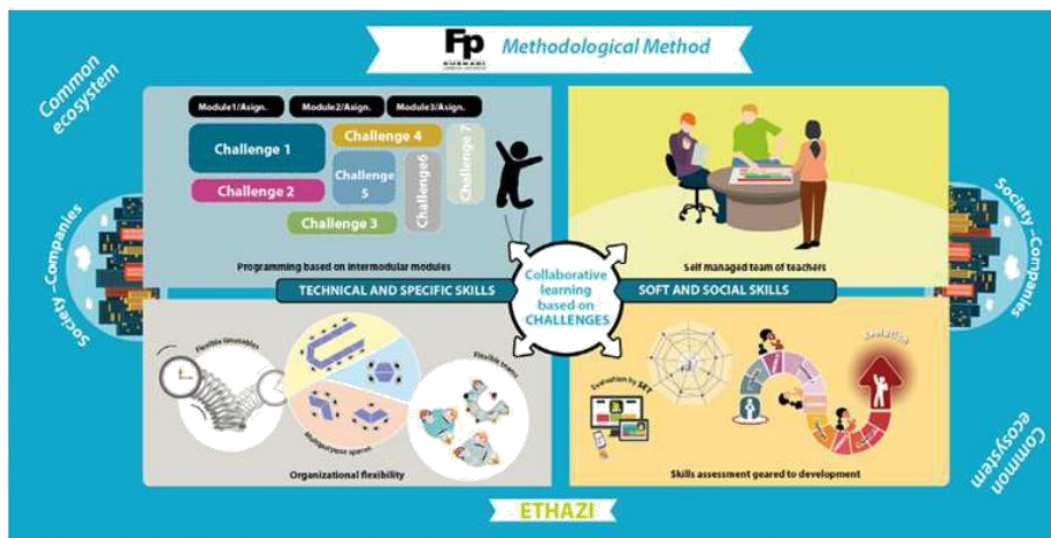 Fp
EUSKADI
Methodological Method
Common
ecosystem
Module1/Asign.
Module2/Asign.
Module3/Asign.
Challenge 1
Challenge 4
Challenge 7
Challenge 2
Challenge
5
Challenge6
Challenge 3
Society –Companies
Society –Companies
Programming based on intermodular modules
Self managed team of teachers
TECHNICAL AND SPECIFIC SKILLS
Collaborative
learning
based on
CHALLENGES
SOFT AND SOCIAL SKILLS
Flexible timetables
Flexible teams
Multipurpose spaces
Evaluation by SET
Evolution
Organizational flexibility
Skills assessment geared to development
Common
ecosystem
ETHAZI